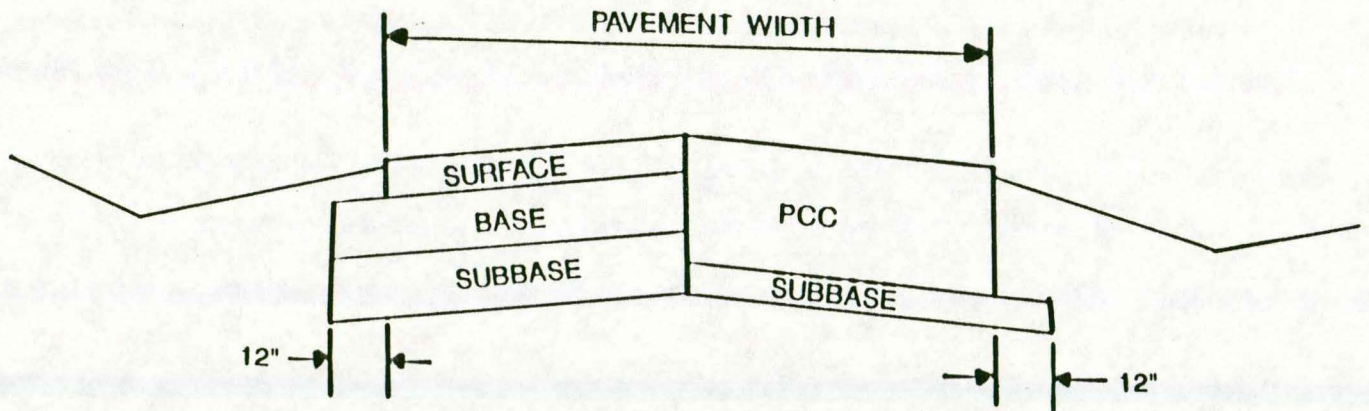 PAVEMENT WIDTH
SURFACE
BASE
PCC
SUBBASE
SUBBASE
12"
12"